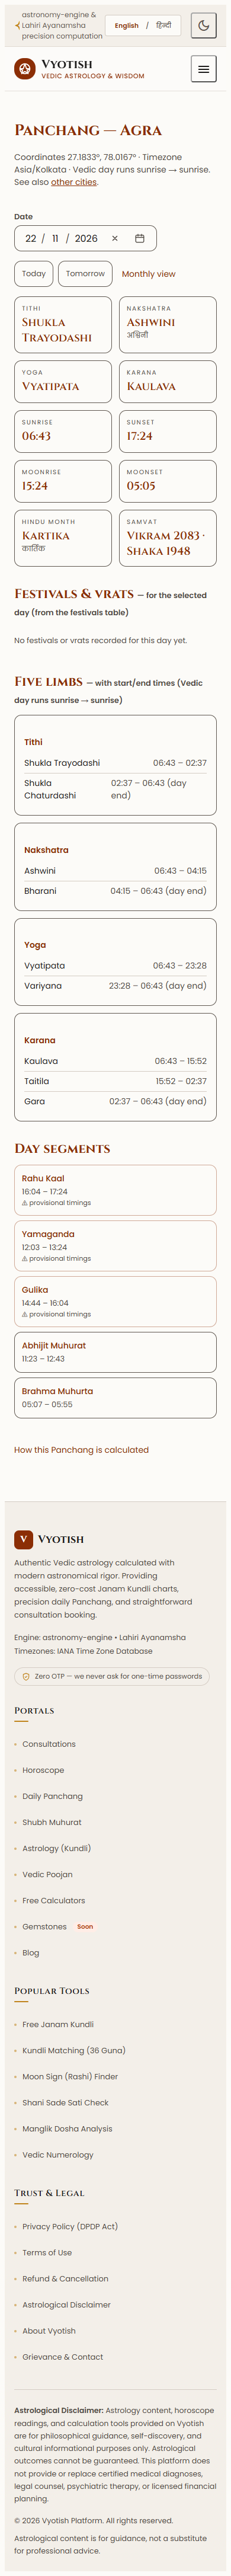 astronomy-engine &
Lahiri Ayanamsha
precision computation
English / हिन्दी
VYOTISH
VEDIC ASTROLOGY & WISDOM
PANCHANG — AGRA
Coordinates 27.1833°, 78.0167° · Timezone
Asia/Kolkata · Vedic day runs sunrise → sunrise.
See also other cities.
Date
22 / 11 / 2026
Today
Tomorrow
Monthly view
TITHI
SHUKLA
TRAYODASHI
NAKSHATRA
ASHWINI
अश्विनी
YOGA
VYATIPATA
KARANA
KAULAVA
SUNRISE
06:43
SUNSET
17:24
MOONRISE
15:24
MOONSET
05:05
HINDU MONTH
KARTIKA
कार्तिक
SAMVAT
VIKRAM 2083 ·
SHAKA 1948
FESTIVALS & VRATS — for the selected
day (from the festivals table)
No festivals or vrats recorded for this day yet.
FIVE LIMBS — with start/end times (Vedic
day runs sunrise → sunrise)
Tithi
Shukla Trayodashi 06:43 – 02:37
Shukla Chaturdashi 02:37 – 06:43 (day end)
Nakshatra
Ashwini 06:43 – 04:15
Bharani 04:15 – 06:43 (day end)
Yoga
Vyatipata 06:43 – 23:28
Variyana 23:28 – 06:43 (day end)
Karana
Kaulava 06:43 – 15:52
Taitila 15:52 – 02:37
Gara 02:37 – 06:43 (day end)
DAY SEGMENTS
Rahu Kaal
16:04 – 17:24
⚠ provisional timings
Yamaganda
12:03 – 13:24
⚠ provisional timings
Gulika
14:44 – 16:04
⚠ provisional timings
Abhijit Muhurat
11:23 – 12:43
Brahma Muhurta
05:07 – 05:55
How this Panchang is calculated
V VYOTISH
Authentic Vedic astrology calculated with
modern astronomical rigor. Providing
accessible, zero-cost Janam Kundli charts,
precision daily Panchang, and straightforward
consultation booking.
Engine: astronomy-engine • Lahiri Ayanamsha
Timezones: IANA Time Zone Database
Zero OTP — we never ask for one-time passwords
PORTALS
Consultations
Horoscope
Daily Panchang
Shubh Muhurat
Astrology (Kundli)
Vedic Poojan
Free Calculators
Gemstones Soon
Blog
POPULAR TOOLS
Free Janam Kundli
Kundli Matching (36 Guna)
Moon Sign (Rashi) Finder
Shani Sade Sati Check
Manglik Dosha Analysis
Vedic Numerology
TRUST & LEGAL
Privacy Policy (DPDP Act)
Terms of Use
Refund & Cancellation
Astrological Disclaimer
About Vyotish
Grievance & Contact
Astrological Disclaimer: Astrology content, horoscope
readings, and calculation tools provided on Vyotish
are for philosophical guidance, self-discovery, and
cultural informational purposes only. Astrological
outcomes cannot be guaranteed. This platform does
not provide or replace certified medical diagnoses,
legal counsel, psychiatric therapy, or licensed financial
planning.
© 2026 Vyotish Platform. All rights reserved.
Astrological content is for guidance, not a substitute
for professional advice.